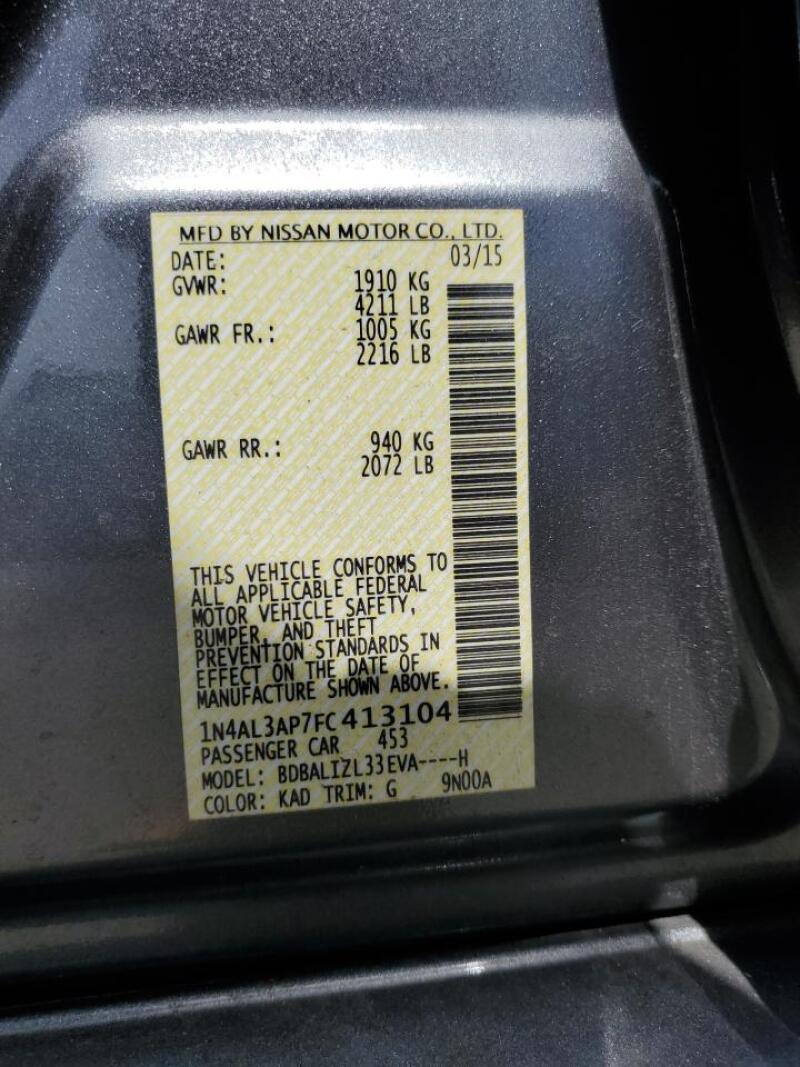 MFD BY NISSAN MOTOR CO., LTD.
DATE: 03/15
GVWR: 1910 KG
4211 LB
GAWR FR.: 1005 KG
2216 LB
GAWR RR.: 940 KG
2072 LB
THIS VEHICLE CONFORMS TO
ALL APPLICABLE FEDERAL
MOTOR VEHICLE SAFETY,
BUMPER, AND THEFT
PREVENTION STANDARDS IN
EFFECT ON THE DATE OF
MANUFACTURE SHOWN ABOVE.
1N4AL3AP7FC413104
PASSENGER CAR 453
MODEL: BDBALIZL33EVA----H
COLOR: KAD TRIM: G 9N00A